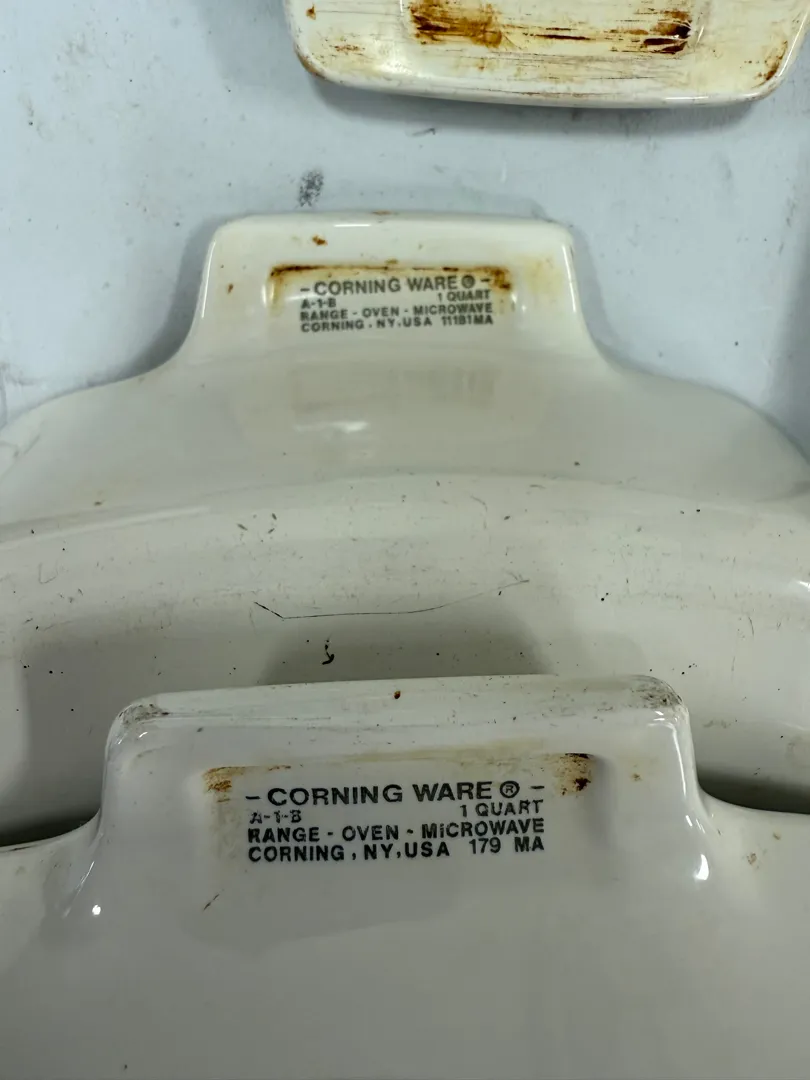 - CORNING WARE ® -
A-1-B 1 QUART
RANGE - OVEN - MICROWAVE
CORNING , NY, USA 11181MA
- CORNING WARE ® -
A-1-B 1 QUART
RANGE - OVEN - MICROWAVE
CORNING , NY, USA 179 MA